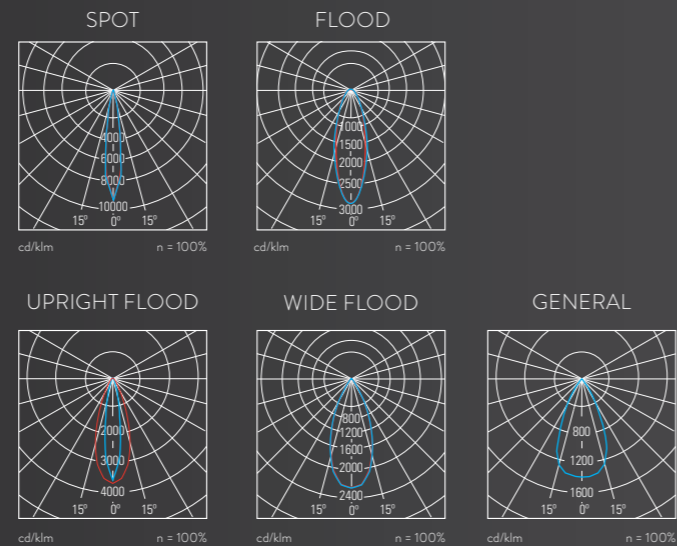 SPOT
4000
6000
8000
10000
15° 0° 15°
cd/klm n = 100%
FLOOD
1000
1500
2000
2500
3000
15° 0° 15°
cd/klm n = 100%
UPRIGHT FLOOD
2000
3000
4000
15° 0° 15°
cd/klm n = 100%
WIDE FLOOD
800
1200
1600
2000
2400
15° 0° 15°
cd/klm n = 100%
GENERAL
800
1200
1600
15° 0° 15°
cd/klm n = 100%